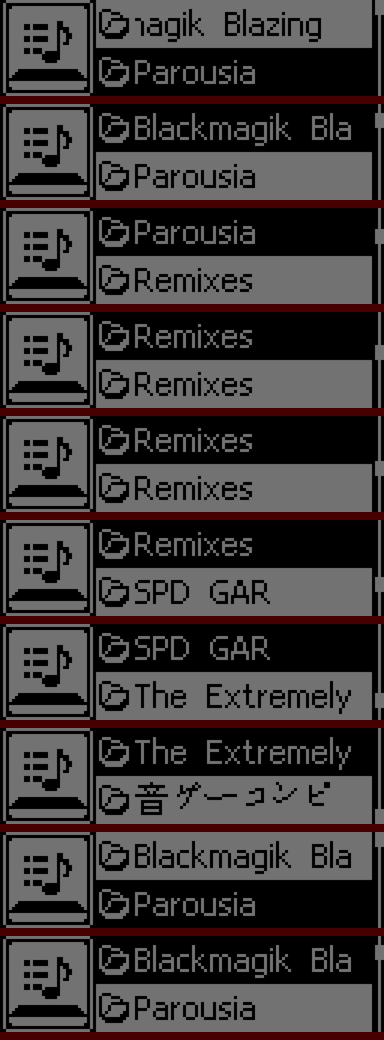 nagik Blazing
Parousia
Blackmagik Bla
Parousia
Parousia
Remixes
Remixes
Remixes
Remixes
Remixes
Remixes
SPD GAR
SPD GAR
The Extremely
The Extremely
音ゲーコンピ
Blackmagik Bla
Parousia
Blackmagik Bla
Parousia